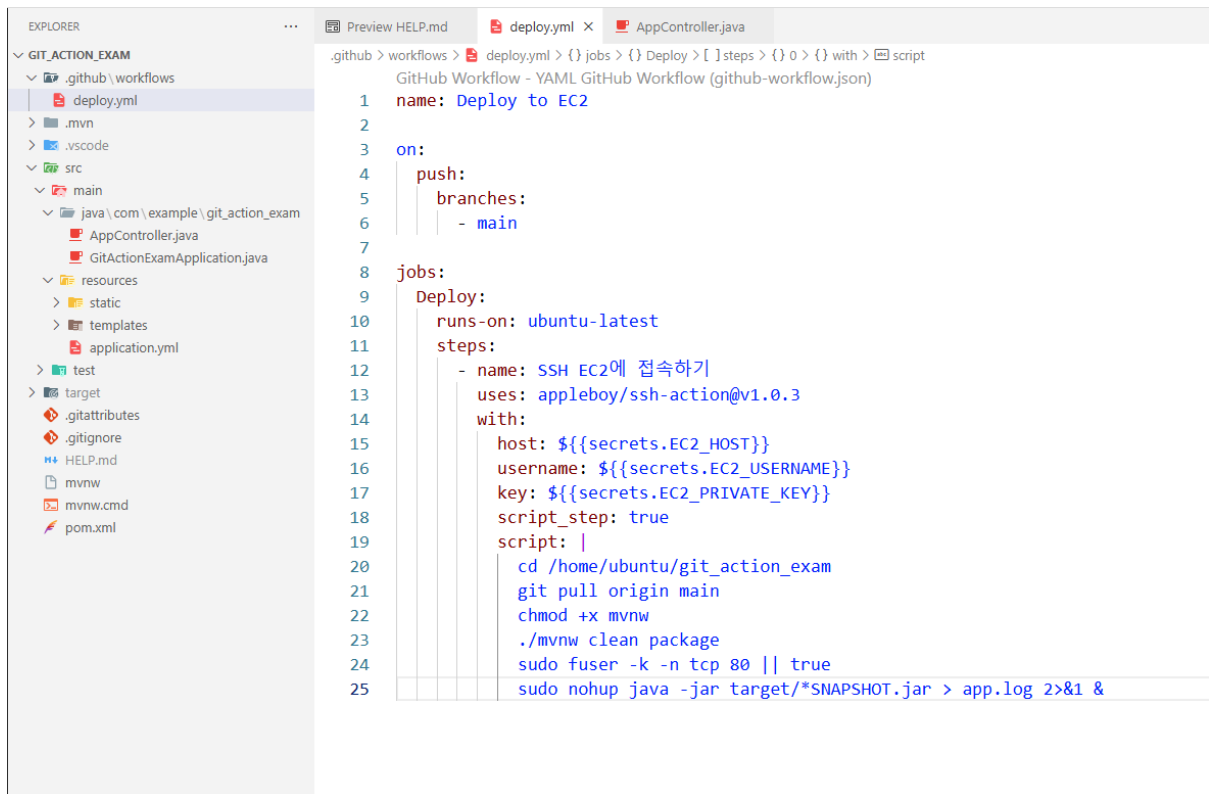 EXPLORER
···
Preview HELP.md
deploy.yml
AppController.java
GIT_ACTION_EXAM
.github\workflows
deploy.yml
.mvn
.vscode
src
main
java\com\example\git_action_exam
AppController.java
GitActionExamApplication.java
resources
static
templates
application.yml
test
target
.gitattributes
.gitignore
HELP.md
mvnw
mvnw.cmd
pom.xml
.github > workflows > deploy.yml > {} jobs > {} Deploy > [ ] steps > {} 0 > {} with > script
GitHub Workflow - YAML GitHub Workflow (github-workflow.json)
1 name: Deploy to EC2
2
3 on:
4 push:
5 branches:
6 - main
7
8 jobs:
9 Deploy:
10 runs-on: ubuntu-latest
11 steps:
12 - name: SSH EC2에 접속하기
13 uses: appleboy/ssh-action@v1.0.3
14 with:
15 host: ${{secrets.EC2_HOST}}
16 username: ${{secrets.EC2_USERNAME}}
17 key: ${{secrets.EC2_PRIVATE_KEY}}
18 script_step: true
19 script: |
20 cd /home/ubuntu/git_action_exam
21 git pull origin main
22 chmod +x mvnw
23 ./mvnw clean package
24 sudo fuser -k -n tcp 80 || true
25 sudo nohup java -jar target/*SNAPSHOT.jar > app.log 2>&1 &